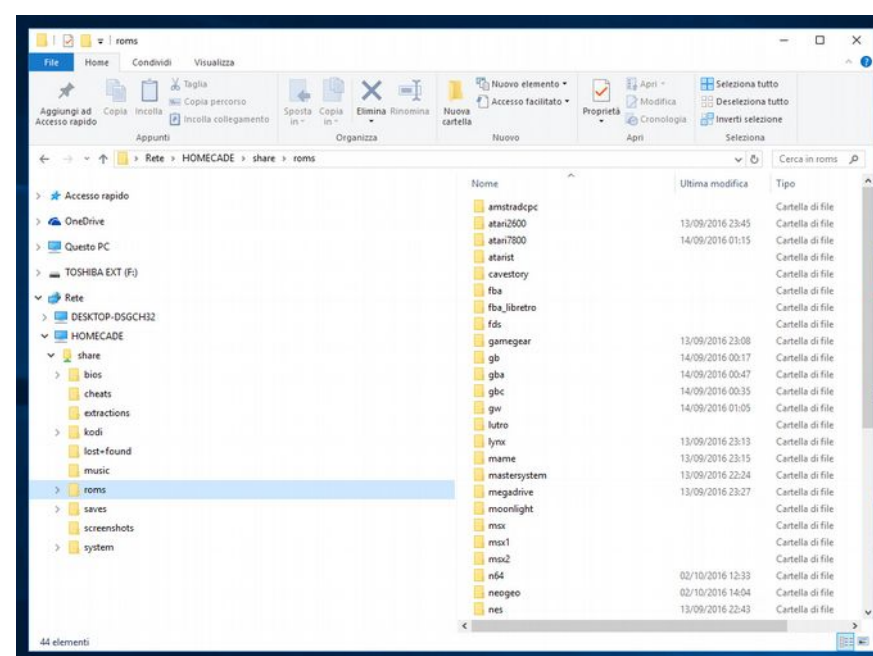 roms
File Home Condividi Visualizza
Aggiungi ad Accesso rapido
Copia
Incolla
Taglia
Copia percorso
Incolla collegamento
Appunti
Sposta in
Copia in
Elimina
Rinomina
Organizza
Nuova cartella
Nuovo elemento
Accesso facilitato
Nuovo
Proprietà
Apri
Modifica
Cronologia
Apri
Seleziona tutto
Deseleziona tutto
Inverti selezione
Seleziona
Rete > HOMECADE > share > roms
Cerca in roms
Accesso rapido
OneDrive
Questo PC
TOSHIBA EXT (F:)
Rete
DESKTOP-DSGCH32
HOMECADE
share
bios
cheats
extractions
kodi
lost+found
music
roms
saves
screenshots
system
Nome Ultima modifica Tipo
amstradcpc Cartella di file
atari2600 13/09/2016 23:45 Cartella di file
atari7800 14/09/2016 01:15 Cartella di file
atarist Cartella di file
cavestory Cartella di file
fba Cartella di file
fba_libretro Cartella di file
fds Cartella di file
gamegear 13/09/2016 23:08 Cartella di file
gb 14/09/2016 00:17 Cartella di file
gba 14/09/2016 00:47 Cartella di file
gbc 14/09/2016 00:35 Cartella di file
gw 14/09/2016 01:05 Cartella di file
lutro Cartella di file
lynx 13/09/2016 23:13 Cartella di file
mame 13/09/2016 23:15 Cartella di file
mastersystem 13/09/2016 22:24 Cartella di file
megadrive 13/09/2016 23:27 Cartella di file
moonlight Cartella di file
msx Cartella di file
msx1 Cartella di file
msx2 Cartella di file
n64 02/10/2016 12:33 Cartella di file
neogeo 02/10/2016 14:04 Cartella di file
nes 13/09/2016 22:43 Cartella di file
44 elementi